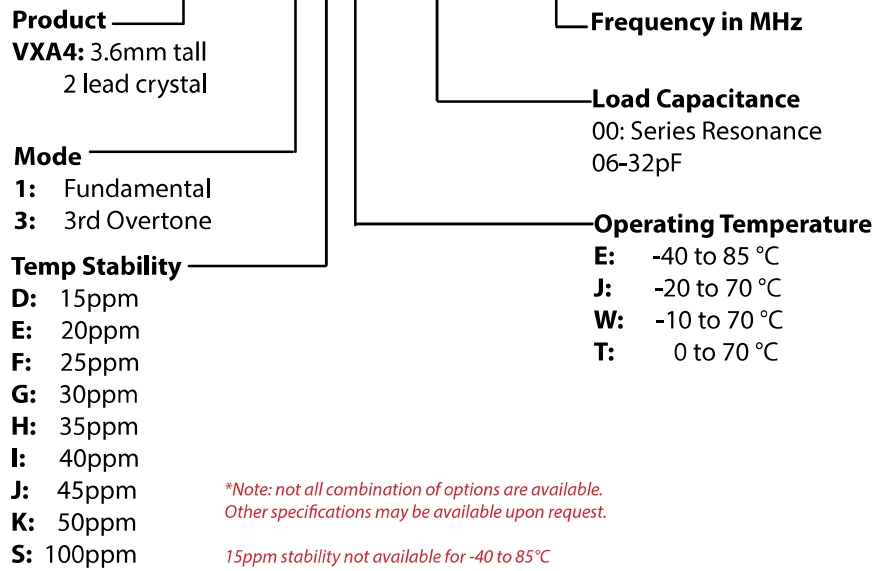 Product
VXA4: 3.6mm tall
2 lead crystal
Mode
1: Fundamental
3: 3rd Overtone
Temp Stability
D: 15ppm
E: 20ppm
F: 25ppm
G: 30ppm
H: 35ppm
I: 40ppm
J: 45ppm
K: 50ppm
S: 100ppm
Frequency in MHz
Load Capacitance
00: Series Resonance
06-32pF
Operating Temperature
E: -40 to 85 °C
J: -20 to 70 °C
W: -10 to 70 °C
T: 0 to 70 °C
*Note: not all combination of options are available.
Other specifications may be available upon request.
15ppm stability not available for -40 to 85°C